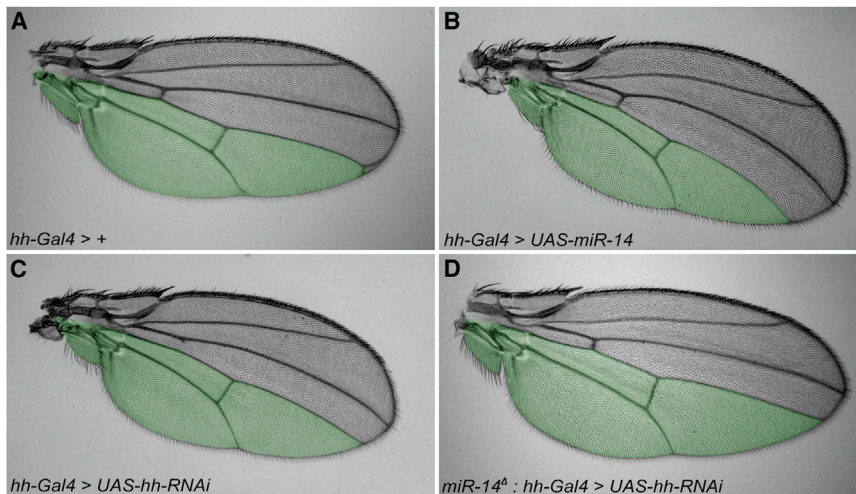 A
hh-Gal4 > +
B
hh-Gal4 > UAS-miR-14
C
hh-Gal4 > UAS-hh-RNAi
D
miR-14Δ : hh-Gal4 > UAS-hh-RNAi